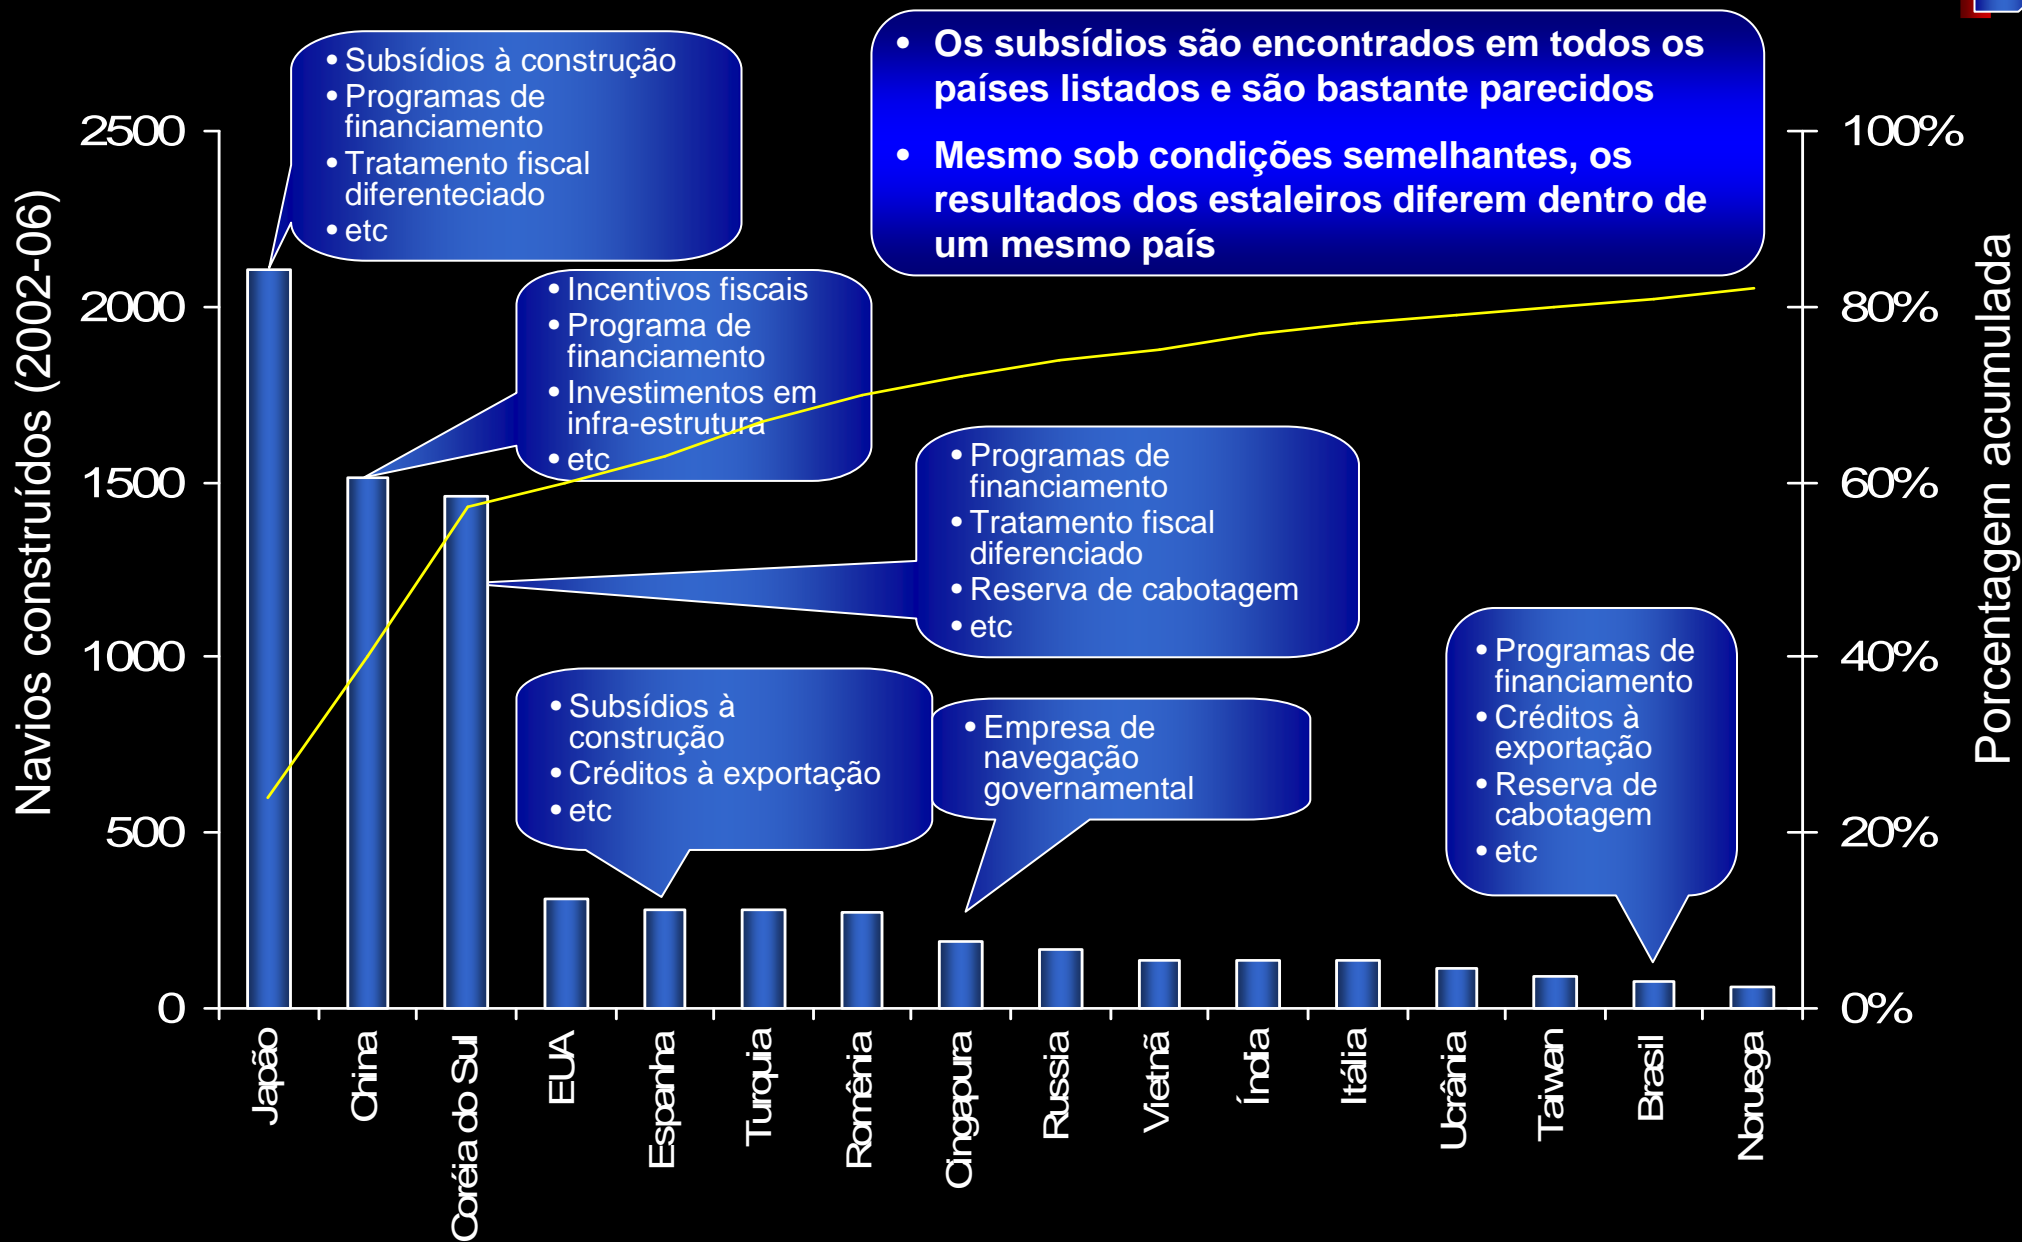 • Subsídios à construção
• Programas de
financiamento
• Tratamento fiscal
diferenteciado
• etc
• Os subsídios são encontrados em todos os
países listados e são bastante parecidos
• Mesmo sob condições semelhantes, os
resultados dos estaleiros diferem dentro de
um mesmo país
• Incentivos fiscais
• Programa de
financiamento
• Investimentos em
infra-estrutura
• etc
• Programas de
financiamento
• Tratamento fiscal
diferenciado
• Reserva de cabotagem
• etc
• Subsídios à
construção
• Créditos à exportação
• etc
• Empresa de
navegação
governamental
• Programas de
financiamento
• Créditos à
exportação
• Reserva de
cabotagem
• etc
Navios construídos (2002-06)
2500
2000
1500
1000
500
0
100%
80%
60%
40%
20%
0%
Porcentagem acumulada
Japão
China
Coréia do Sul
EUA
Espanha
Turquia
Romênia
Cingapura
Russia
Vietnã
Índia
Itália
Ucrânia
Taiwan
Brasil
Noruega